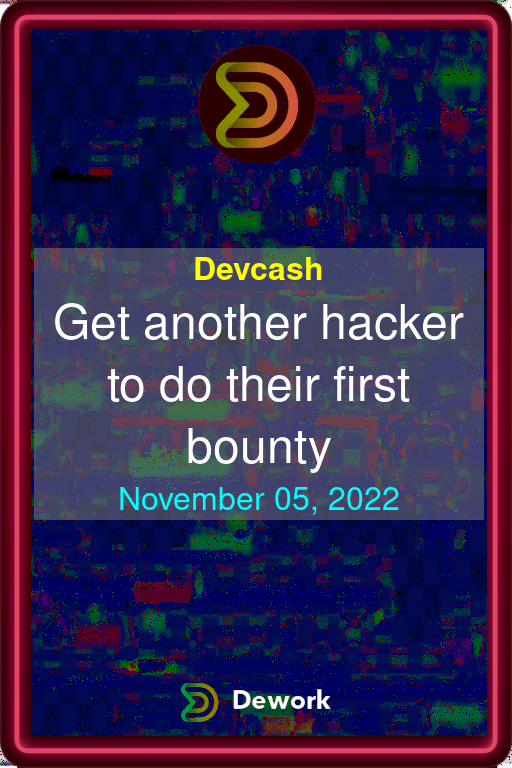 Devcash
Get another hacker
to do their first
bounty
November 05, 2022
Dework